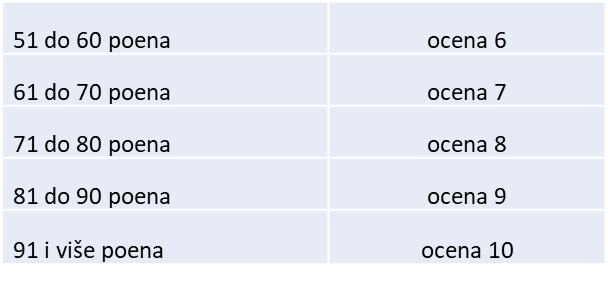 51 do 60 poena ocena 6
61 do 70 poena ocena 7
71 do 80 poena ocena 8
81 do 90 poena ocena 9
91 i više poena ocena 10